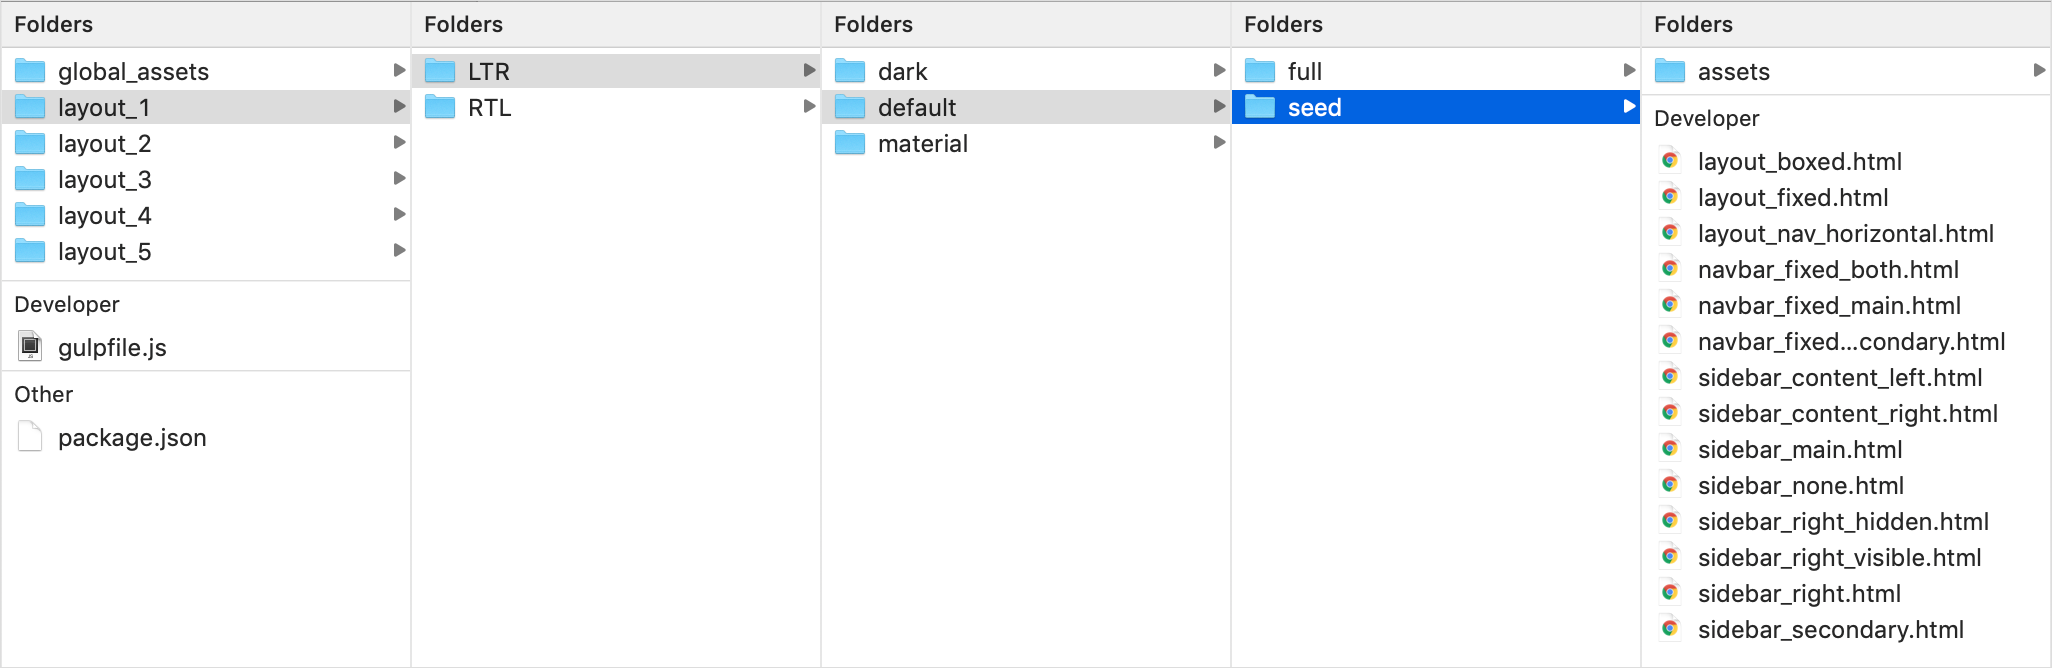 Folders
global_assets
layout_1
layout_2
layout_3
layout_4
layout_5
Developer
gulpfile.js
Other
package.json
Folders
LTR
RTL
Folders
dark
default
material
Folders
full
seed
Folders
assets
Developer
layout_boxed.html
layout_fixed.html
layout_nav_horizontal.html
navbar_fixed_both.html
navbar_fixed_main.html
navbar_fixed...condary.html
sidebar_content_left.html
sidebar_content_right.html
sidebar_main.html
sidebar_none.html
sidebar_right_hidden.html
sidebar_right_visible.html
sidebar_right.html
sidebar_secondary.html